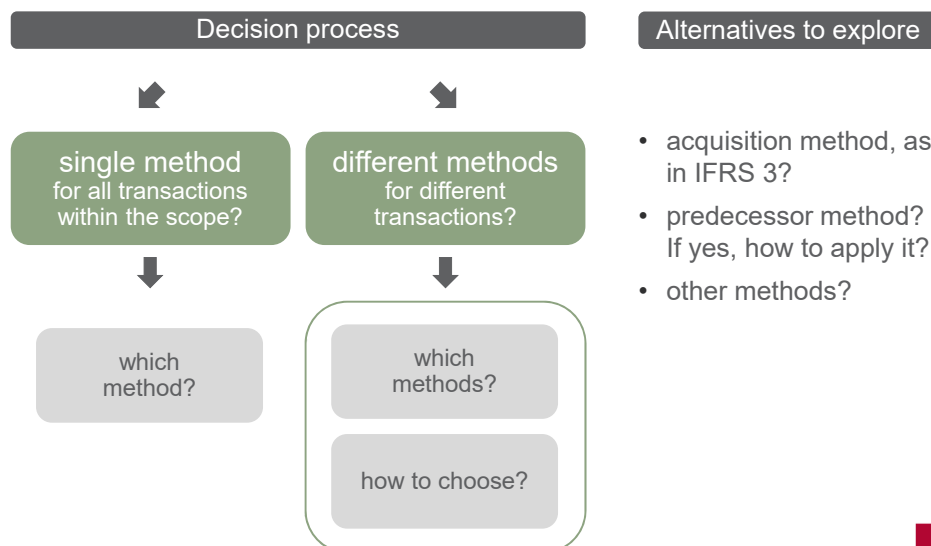 Decision process
single method
for all transactions
within the scope?
different methods
for different
transactions?
which
method?
which
methods?
how to choose?
Alternatives to explore
• acquisition method, as
in IFRS 3?
• predecessor method?
If yes, how to apply it?
• other methods?